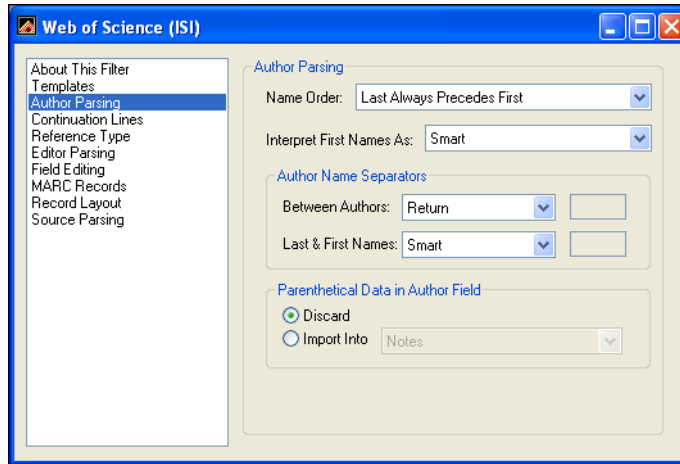 Web of Science (ISI)
About This Filter
Templates
Author Parsing
Continuation Lines
Reference Type
Editor Parsing
Field Editing
MARC Records
Record Layout
Source Parsing
Author Parsing
Name Order: Last Always Precedes First
Interpret First Names As: Smart
Author Name Separators
Between Authors: Return
Last & First Names: Smart
Parenthetical Data in Author Field
Discard
Import Into Notes